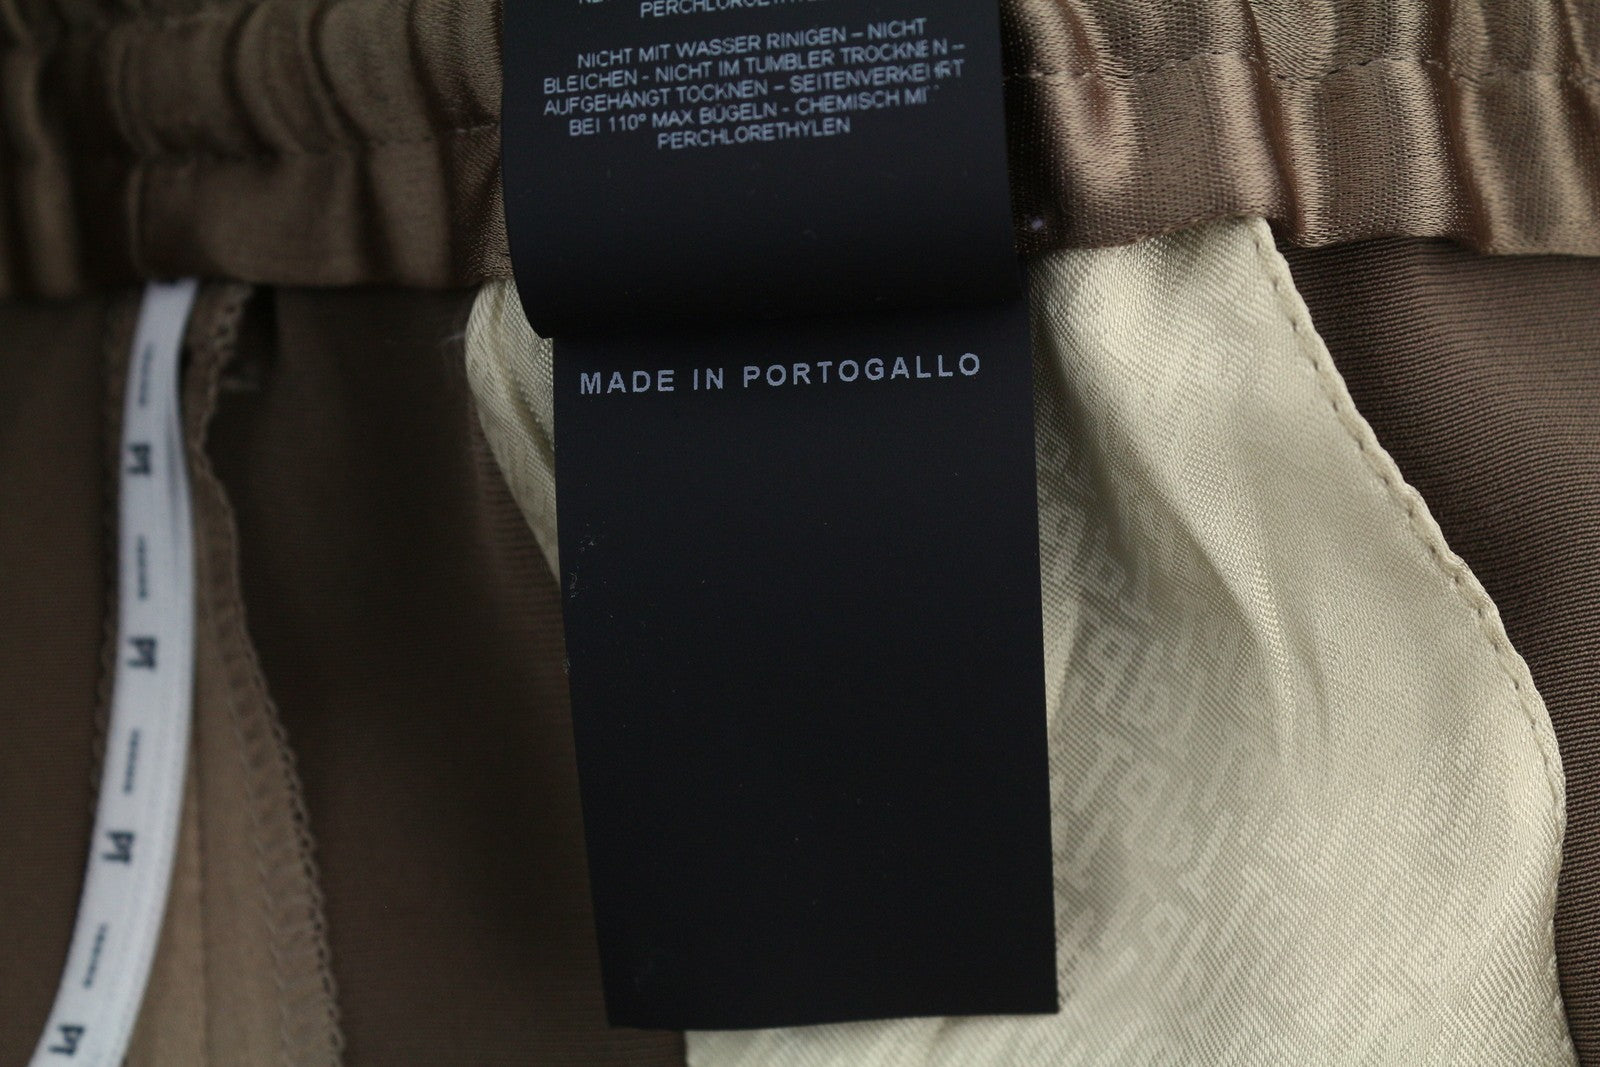 PERCHLOROETHYLE
NICHT MIT WASSER RINIGEN – NICHT
BLEICHEN - NICHT IM TUMBLER TROCKNEN –
AUFGEHÄNGT TOCKNEN – SEITENVERKEHRT
BEI 110° MAX BÜGELN - CHEMISCH MIT
PERCHLORETHYLEN
MADE IN PORTOGALLO